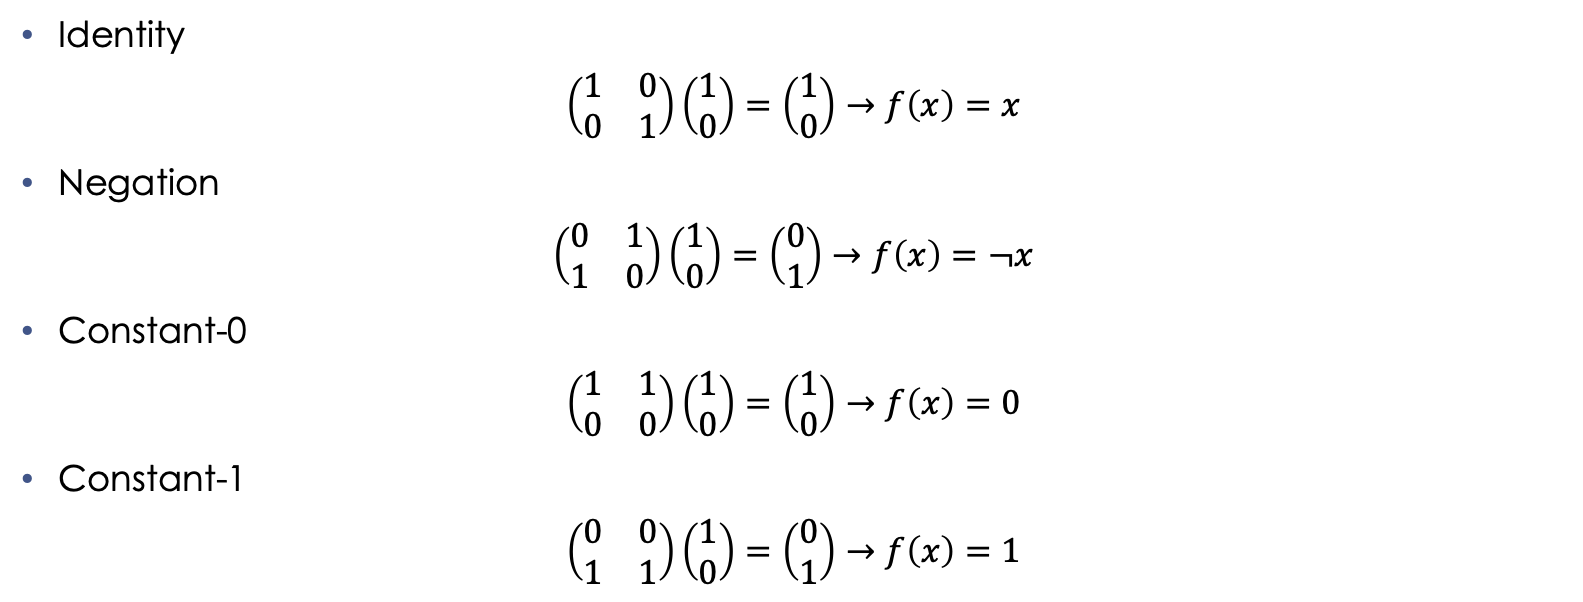 • Identity
(1 0
0 1) (1
0) = (1
0) → f(x) = x
• Negation
(0 1
1 0) (1
0) = (0
1) → f(x) = ¬x
• Constant-0
(1 1
0 0) (1
0) = (1
0) → f(x) = 0
• Constant-1
(0 0
1 1) (1
0) = (0
1) → f(x) = 1